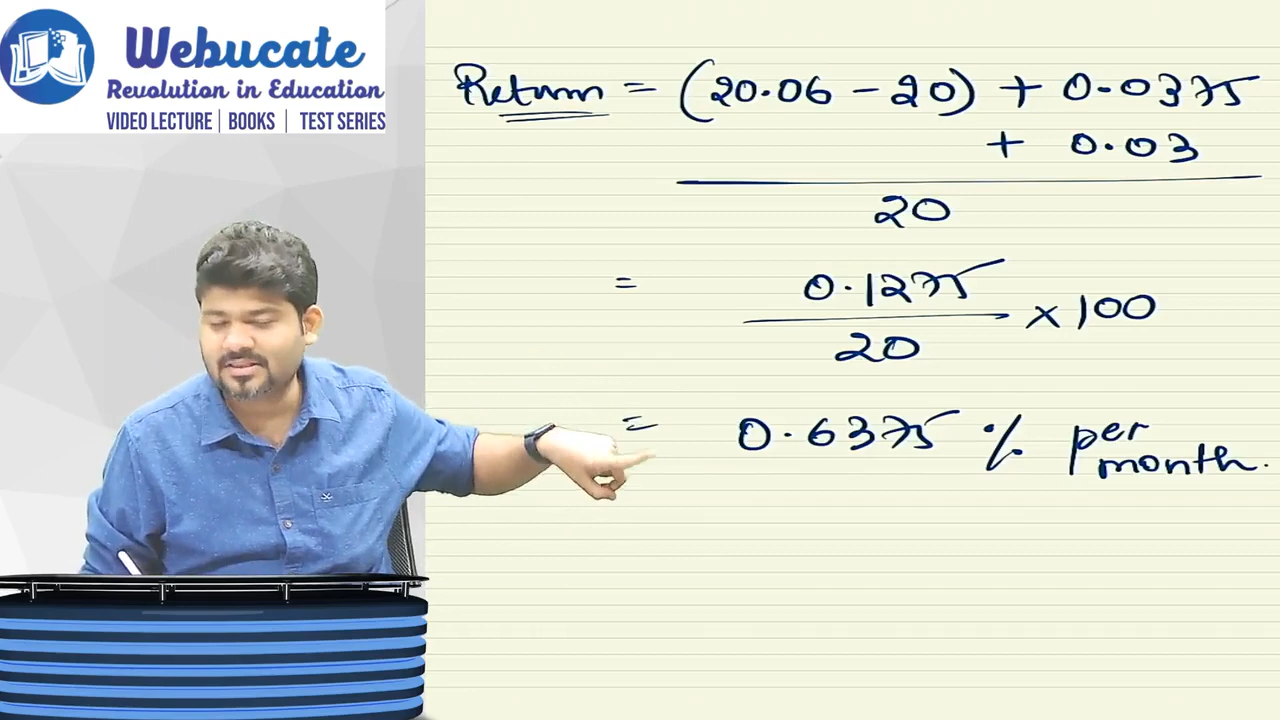 Webucate
Revolution in Education
VIDEO LECTURE | BOOKS | TEST SERIES
Return = (20.06 - 20) + 0.0375
+ 0.03
20
= 0.1275
20
× 100
= 0.6375 % per
month.